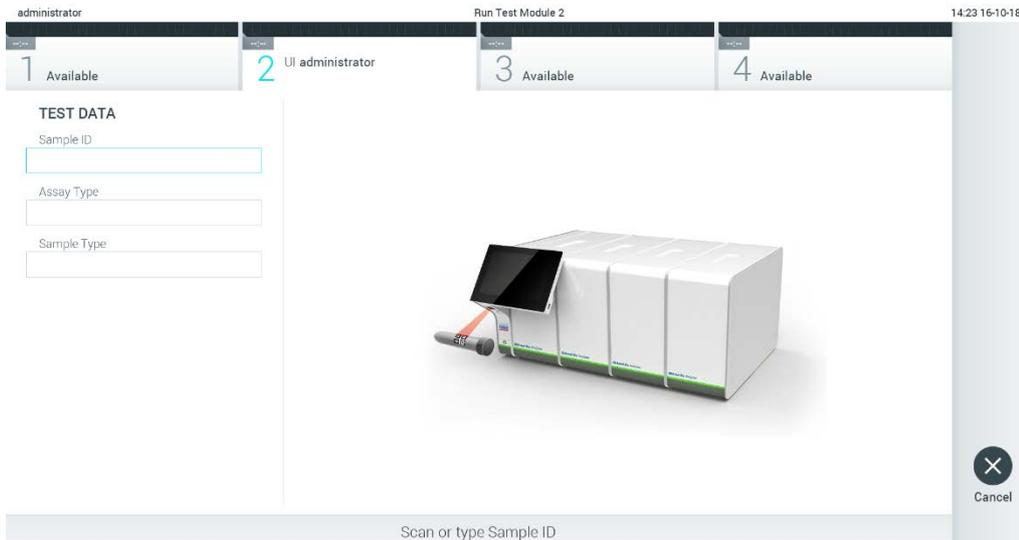 administrator
Run Test Module 2
14:23 16-10-18
--:--
--:--
--:--
--:--
1 Available
2 UI administrator
3 Available
4 Available
TEST DATA
Sample ID
Assay Type
Sample Type
Cancel
Scan or type Sample ID